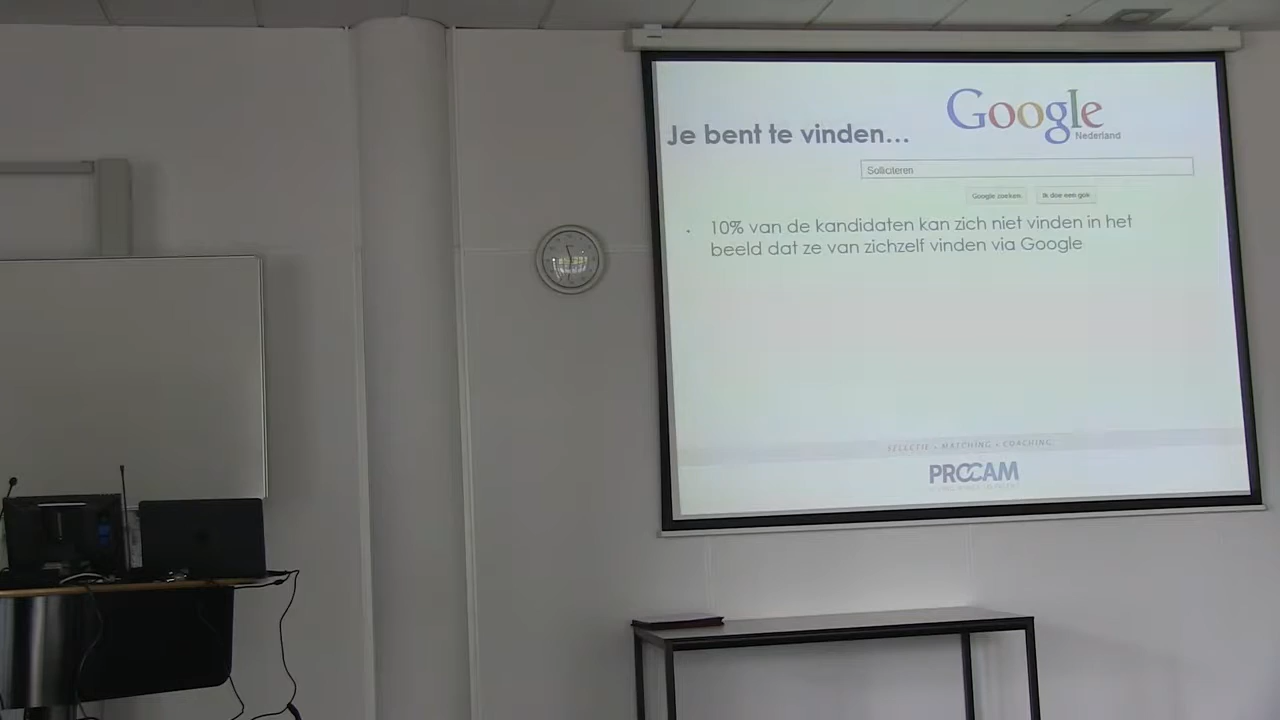 Google
Nederland
Je bent te vinden...
Solliciteren
Google zoeken
Ik doe een gok
10% van de kandidaten kan zich niet vinden in het
beeld dat ze van zichzelf vinden via Google
SELECTIE • MATCHING • COACHING
PROCAM